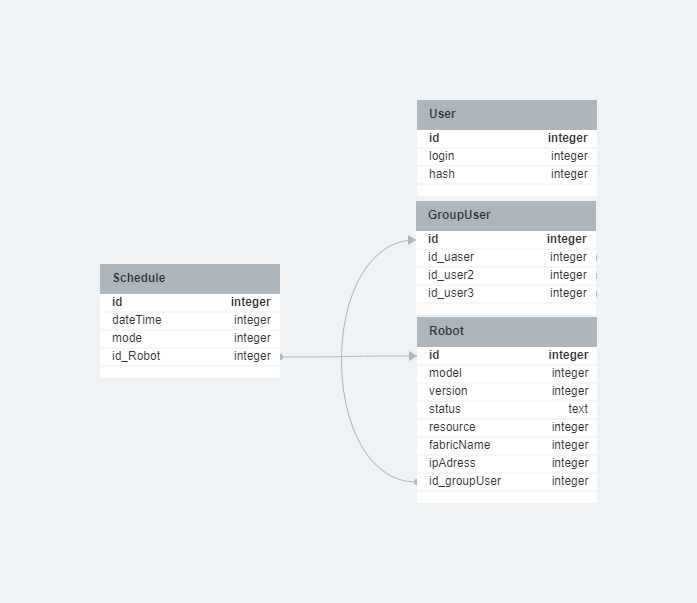 User
id integer
login integer
hash integer
GroupUser
id integer
id_uaser integer
id_user2 integer
id_user3 integer
Schedule
id integer
dateTime integer
mode integer
id_Robot integer
Robot
id integer
model integer
version integer
status text
resource integer
fabricName integer
ipAdress integer
id_groupUser integer